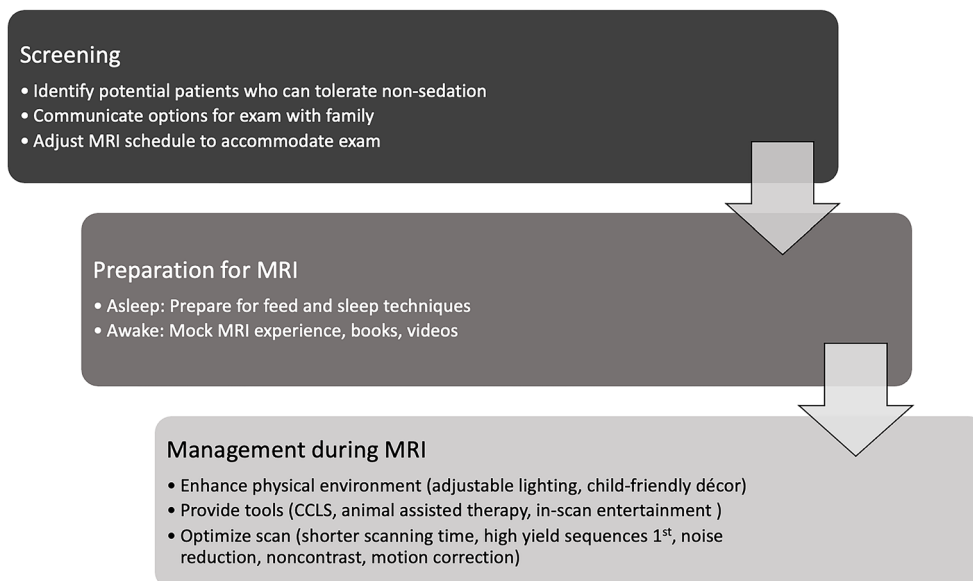 Screening
• Identify potential patients who can tolerate non-sedation
• Communicate options for exam with family
• Adjust MRI schedule to accommodate exam
Preparation for MRI
• Asleep: Prepare for feed and sleep techniques
• Awake: Mock MRI experience, books, videos
Management during MRI
• Enhance physical environment (adjustable lighting, child-friendly décor)
• Provide tools (CCLS, animal assisted therapy, in-scan entertainment )
• Optimize scan (shorter scanning time, high yield sequences 1st, noise
reduction, noncontrast, motion correction)